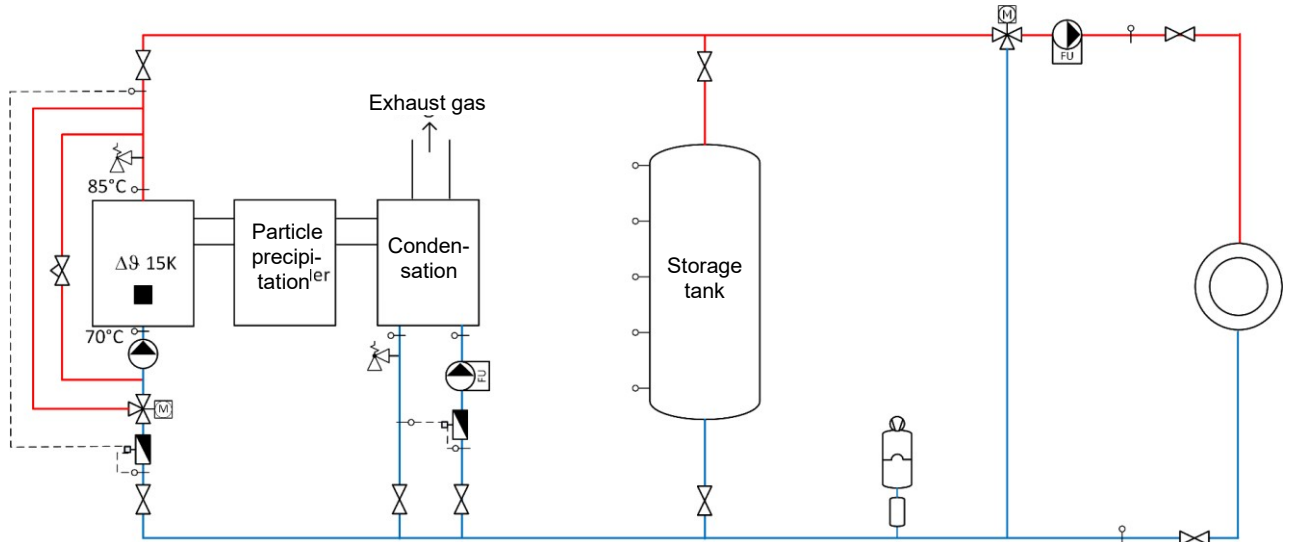 M
FU
Exhaust gas
85°C
Δϑ 15K
Particle
precipi-
tationler
Conden-
sation
Storage
tank
70°C
FU
M